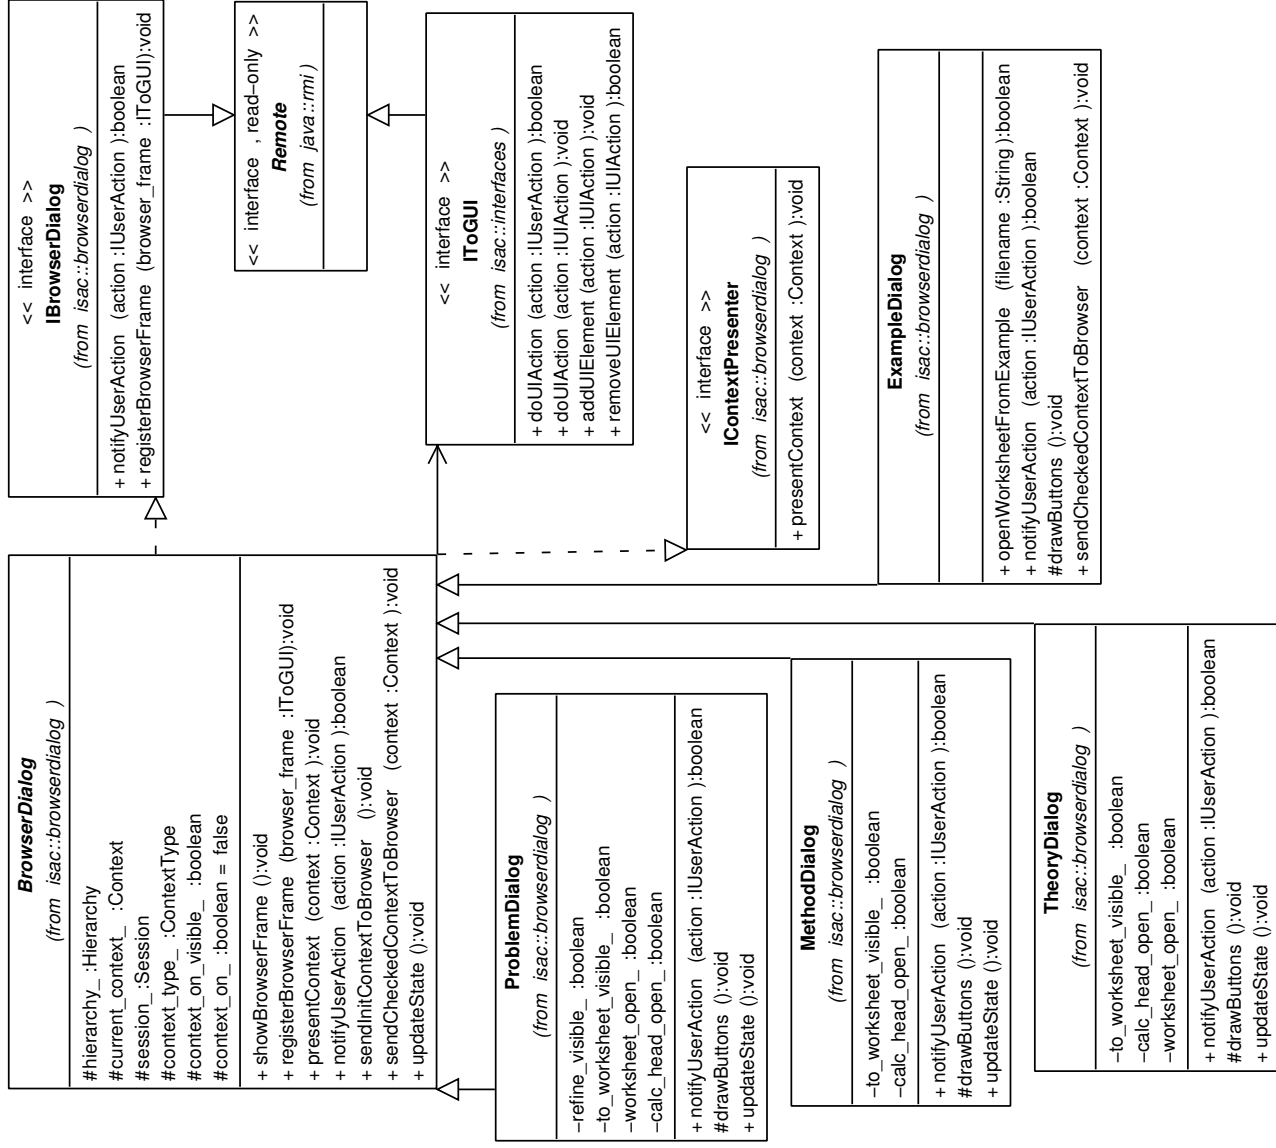 << interface >>
IBrowserDialog
(from isac::browserdialog )
+ notifyUserAction (action :IUserAction ):boolean
+ registerBrowserFrame (browser_frame :IToGUI):void
<< interface , read-only >>
Remote
(from java::rmi )
<< interface >>
IToGUI
(from isac::interfaces )
+ doUIAction (action :IUserAction ):boolean
+ doUIAction (action :IUIAction ):void
+ addUIElement (action :IUIAction ):void
+ removeUIElement (action :IUIAction ):boolean
<< interface >>
IContextPresenter
(from isac::browserdialog )
+ presentContext (context :Context ):void
ExampleDialog
(from isac::browserdialog )
+ openWorksheetFromExample (filename :String ):boolean
+ notifyUserAction (action :IUserAction ):boolean
#drawButtons ():void
+ sendCheckedContextToBrowser (context :Context ):void
BrowserDialog
(from isac::browserdialog )
#hierarchy_ :Hierarchy
#current_context_ :Context
#session_ :Session
#context_type_ :ContextType
#context_on_visible_ :boolean
#context_on_ :boolean = false
+ showBrowserFrame ():void
+ registerBrowserFrame (browser_frame :IToGUI):void
+ presentContext (context :Context ):void
+ notifyUserAction (action :IUserAction ):boolean
+ sendInitContextToBrowser ():void
+ sendCheckedContextToBrowser (context :Context ):void
+ updateState ():void
ProblemDialog
(from isac::browserdialog )
-refine_visible_ :boolean
-to_worksheet_visible_ :boolean
-worksheet_open_ :boolean
-calc_head_open_ :boolean
+ notifyUserAction (action :IUserAction ):boolean
#drawButtons ():void
+ updateState ():void
MethodDialog
(from isac::browserdialog )
-to_worksheet_visible_ :boolean
-calc_head_open_ :boolean
+ notifyUserAction (action :IUserAction ):boolean
#drawButtons ():void
+ updateState ():void
TheoryDialog
(from isac::browserdialog )
-to_worksheet_visible_ :boolean
-calc_head_open_ :boolean
-worksheet_open_ :boolean
+ notifyUserAction (action :IUserAction ):boolean
#drawButtons ():void
+ updateState ():void